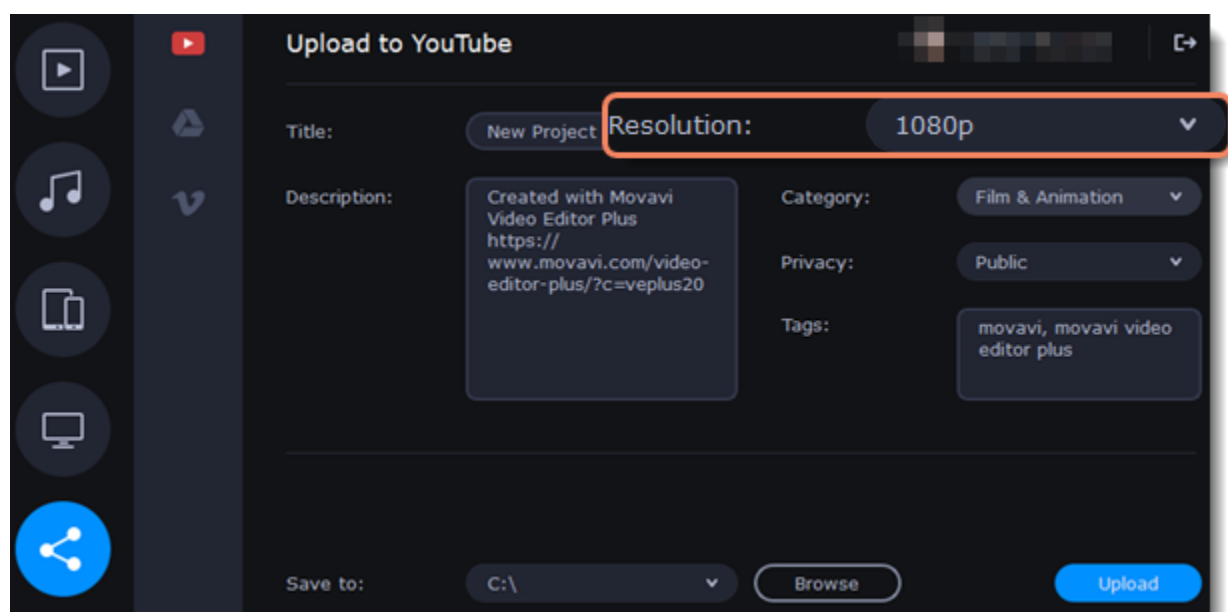 Upload to YouTube
Title:
New Project
Resolution:
1080p
Description:
Created with Movavi
Video Editor Plus
https://
www.movavi.com/video-
editor-plus/?c=veplus20
Category:
Film & Animation
Privacy:
Public
Tags:
movavi, movavi video
editor plus
Save to:
C:\
Browse
Upload